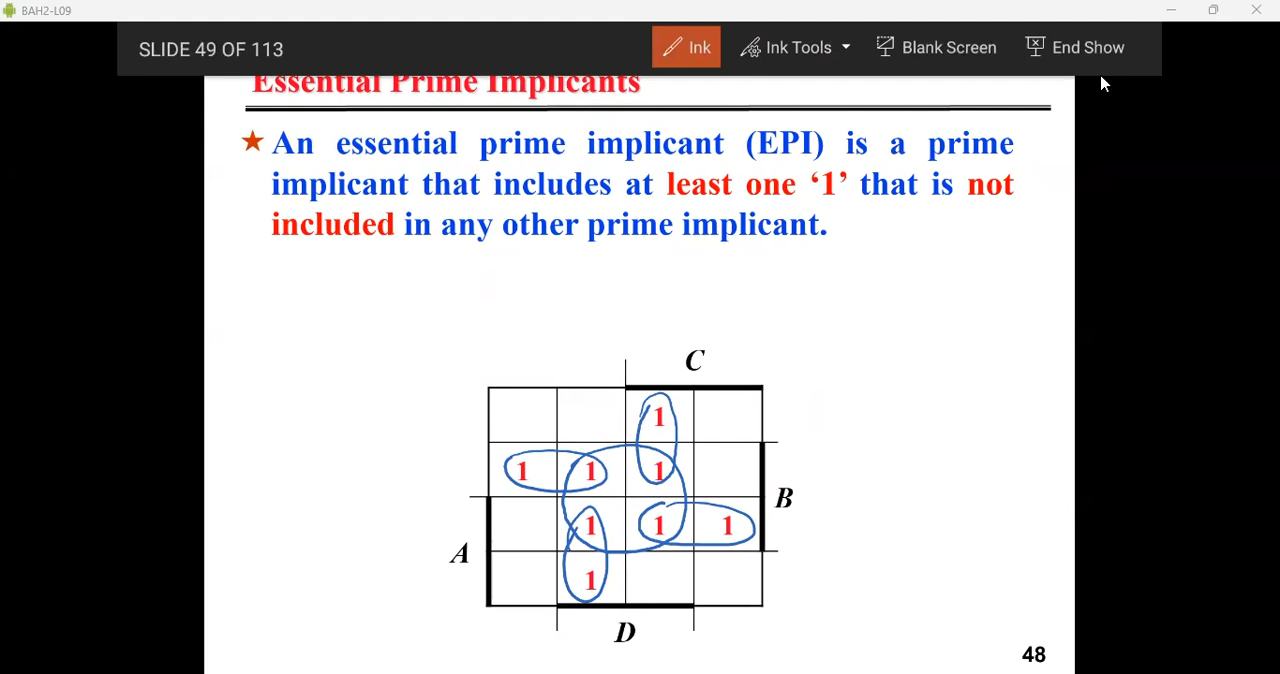 BAH2-L09
SLIDE 49 OF 113
Ink
Ink Tools
Blank Screen
End Show
Essential Prime Implicants
An essential prime implicant (EPI) is a prime
implicant that includes at least one ‘1’ that is not
included in any other prime implicant.
C
1
1 1 1
B
1 1 1
A
1
D
48